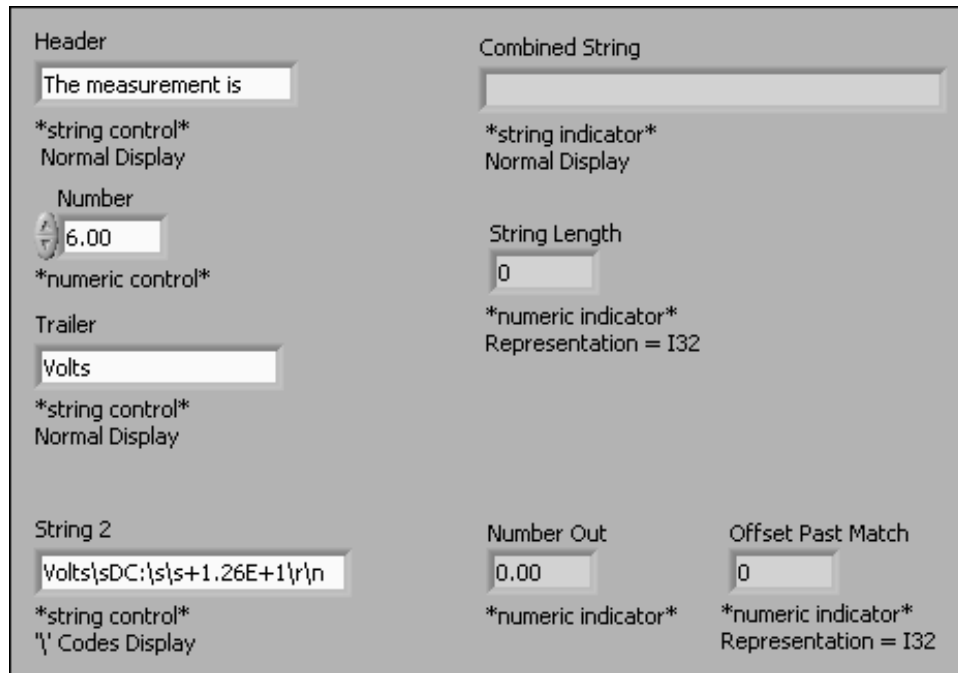 Header
The measurement is
*string control*
Normal Display
Number
6.00
*numeric control*
Trailer
Volts
*string control*
Normal Display
Combined String
*string indicator*
Normal Display
String Length
0
*numeric indicator*
Representation = I32
String 2
Volts\sDC:\s\s+1.26E+1\r\n
*string control*
'\' Codes Display
Number Out
0.00
*numeric indicator*
Offset Past Match
0
*numeric indicator*
Representation = I32